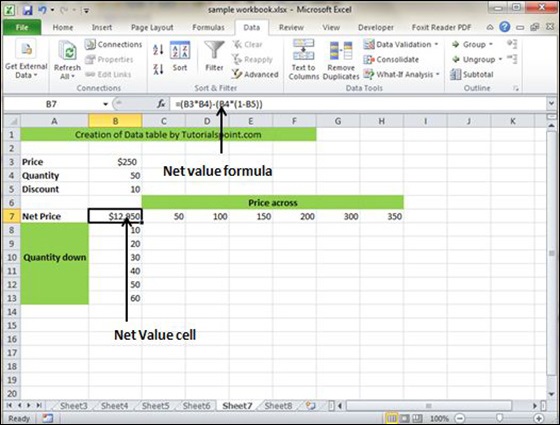 sample workbook.xlsx - Microsoft Excel
File Home Insert Page Layout Formulas Data Review View Developer Foxit Reader PDF
Get External Data
Refresh All
Connections
Properties
Edit Links
Connections
Sort
Filter
Clear
Reapply
Advanced
Sort & Filter
Text to Columns
Remove Duplicates
Data Validation
Consolidate
What-If Analysis
Data Tools
Group
Ungroup
Subtotal
Outline
B7 fx =(B3*B4)-(B4*(1-B5))
A B C D E F G H I J K
1 Creation of Data table by Tutorialspoint.com
2
3 Price $250
Net value formula
4 Quantity 50
5 Discount 10
6 Price across
7 Net Price $12,950 50 100 150 200 300 350
8 10
9 20
10 Quantity down 30
11 40
12 50
13 60
14
15
Net Value cell
16
17
18
19
20
Sheet3 Sheet4 Sheet5 Sheet6 Sheet7 Sheet8
Ready 100%